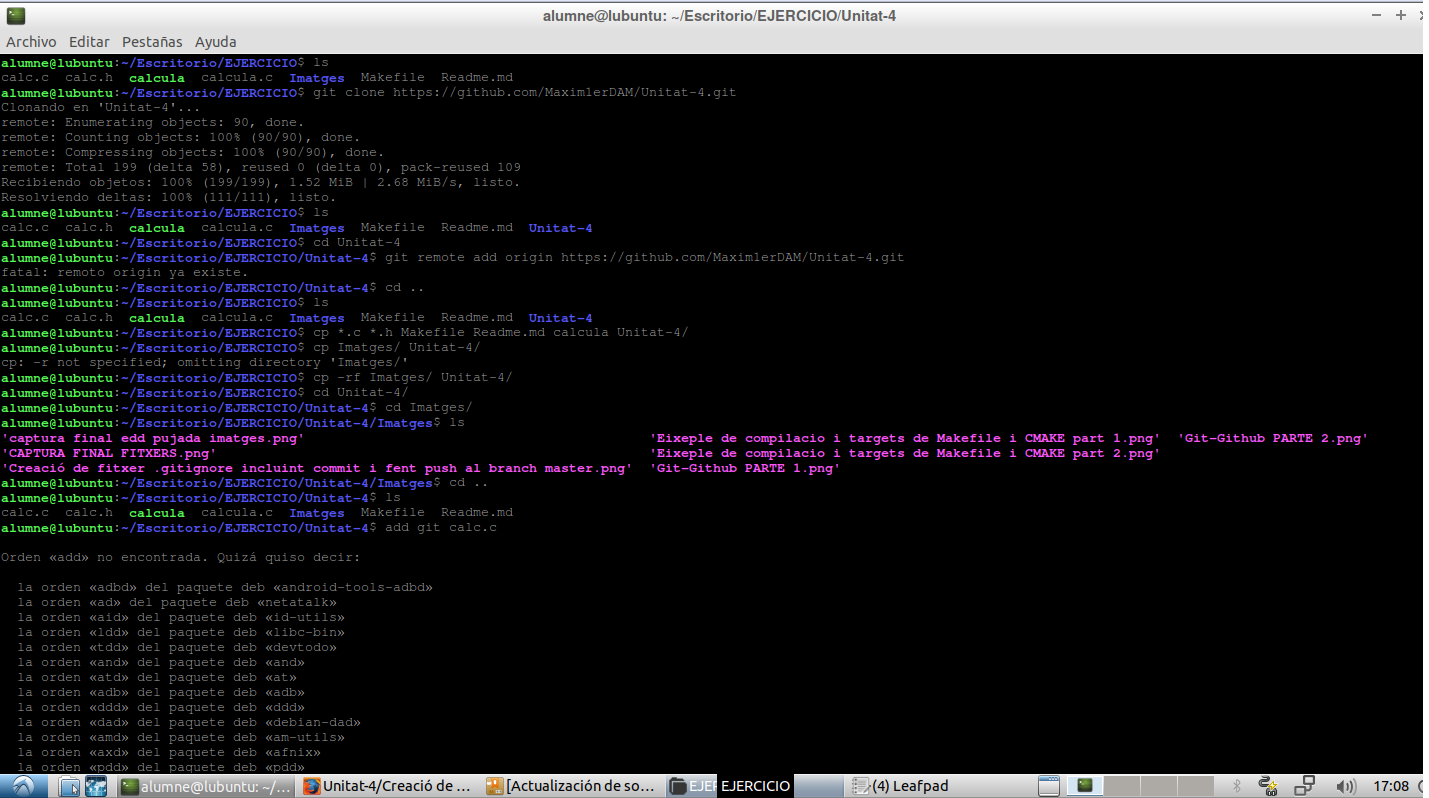 alumne@lubuntu: ~/Escritorio/EJERCICIO/Unitat-4
Archivo Editar Pestañas Ayuda
alumne@lubuntu:~/Escritorio/EJERCICIO$ ls
calc.c calc.h calcula calcula.c Imatges Makefile Readme.md
alumne@lubuntu:~/Escritorio/EJERCICIO$ git clone https://github.com/MaximlerDAM/Unitat-4.git
Clonando en 'Unitat-4'...
remote: Enumerating objects: 90, done.
remote: Counting objects: 100% (90/90), done.
remote: Compressing objects: 100% (90/90), done.
remote: Total 199 (delta 58), reused 0 (delta 0), pack-reused 109
Recibiendo objetos: 100% (199/199), 1.52 MiB | 2.68 MiB/s, listo.
Resolviendo deltas: 100% (111/111), listo.
alumne@lubuntu:~/Escritorio/EJERCICIO$ ls
calc.c calc.h calcula calcula.c Imatges Makefile Readme.md Unitat-4
alumne@lubuntu:~/Escritorio/EJERCICIO$ cd Unitat-4
alumne@lubuntu:~/Escritorio/EJERCICIO/Unitat-4$ git remote add origin https://github.com/MaximlerDAM/Unitat-4.git
fatal: remoto origin ya existe.
alumne@lubuntu:~/Escritorio/EJERCICIO/Unitat-4$ cd ..
alumne@lubuntu:~/Escritorio/EJERCICIO$ ls
calc.c calc.h calcula calcula.c Imatges Makefile Readme.md Unitat-4
alumne@lubuntu:~/Escritorio/EJERCICIO$ cp *.c *.h Makefile Readme.md calcula Unitat-4/
alumne@lubuntu:~/Escritorio/EJERCICIO$ cp Imatges/ Unitat-4/
cp: -r not specified; omitting directory 'Imatges/'
alumne@lubuntu:~/Escritorio/EJERCICIO$ cp -rf Imatges/ Unitat-4/
alumne@lubuntu:~/Escritorio/EJERCICIO$ cd Unitat-4/
alumne@lubuntu:~/Escritorio/EJERCICIO/Unitat-4$ cd Imatges/
alumne@lubuntu:~/Escritorio/EJERCICIO/Unitat-4/Imatges$ ls
'captura final edd pujada imatges.png' 'Eixeple de compilacio i targets de Makefile i CMAKE part 1.png' 'Git-Github PARTE 2.png'
'CAPTURA FINAL FITXERS.png' 'Eixeple de compilacio i targets de Makefile i CMAKE part 2.png'
'Creació de fitxer .gitignore incluint commit i fent push al branch master.png' 'Git-Github PARTE 1.png'
alumne@lubuntu:~/Escritorio/EJERCICIO/Unitat-4/Imatges$ cd ..
alumne@lubuntu:~/Escritorio/EJERCICIO/Unitat-4$ ls
calc.c calc.h calcula calcula.c Imatges Makefile Readme.md
alumne@lubuntu:~/Escritorio/EJERCICIO/Unitat-4$ add git calc.c
Orden «add» no encontrada. Quizá quiso decir:
la orden «adbd» del paquete deb «android-tools-adbd»
la orden «ad» del paquete deb «netatalk»
la orden «aid» del paquete deb «id-utils»
la orden «ldd» del paquete deb «libc-bin»
la orden «tdd» del paquete deb «devtodo»
la orden «and» del paquete deb «and»
la orden «atd» del paquete deb «at»
la orden «adb» del paquete deb «adb»
la orden «ddd» del paquete deb «ddd»
la orden «dad» del paquete deb «debian-dad»
la orden «amd» del paquete deb «am-utils»
la orden «axd» del paquete deb «afnix»
la orden «pdd» del paquete deb «pdd»
alumne@lubuntu: ~/... Unitat-4/Creació de ... [Actualización de so... EJEF EJERCICIO (4) Leafpad 17:08